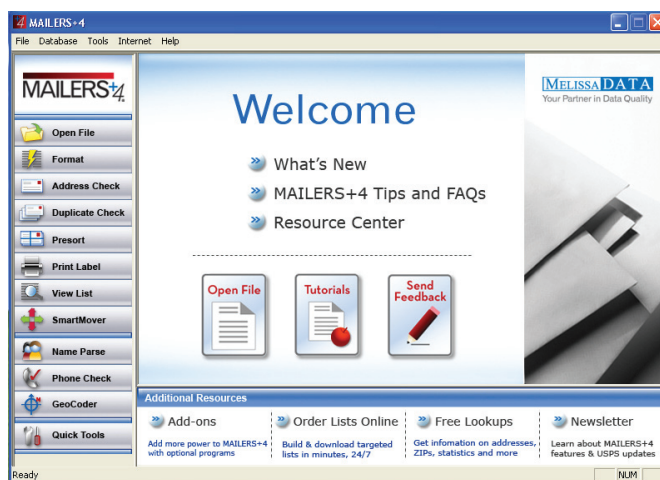 MAILERS+4
File Database Tools Internet Help
MAILERS+4
Open File
Format
Address Check
Duplicate Check
Presort
Print Label
View List
SmartMover
Name Parse
Phone Check
GeoCoder
Quick Tools
Welcome
What's New
MAILERS+4 Tips and FAQs
Resource Center
Open File
Tutorials
Send
Feedback
MELISSA DATA
Your Partner in Data Quality
Additional Resources
Add-ons
Add more power to MAILERS+4
with optional programs
Order Lists Online
Build & download targeted
lists in minutes, 24/7
Free Lookups
Get infomation on addresses,
ZIPs, statistics and more
Newsletter
Learn about MAILERS+4
features & USPS updates
Ready
NUM